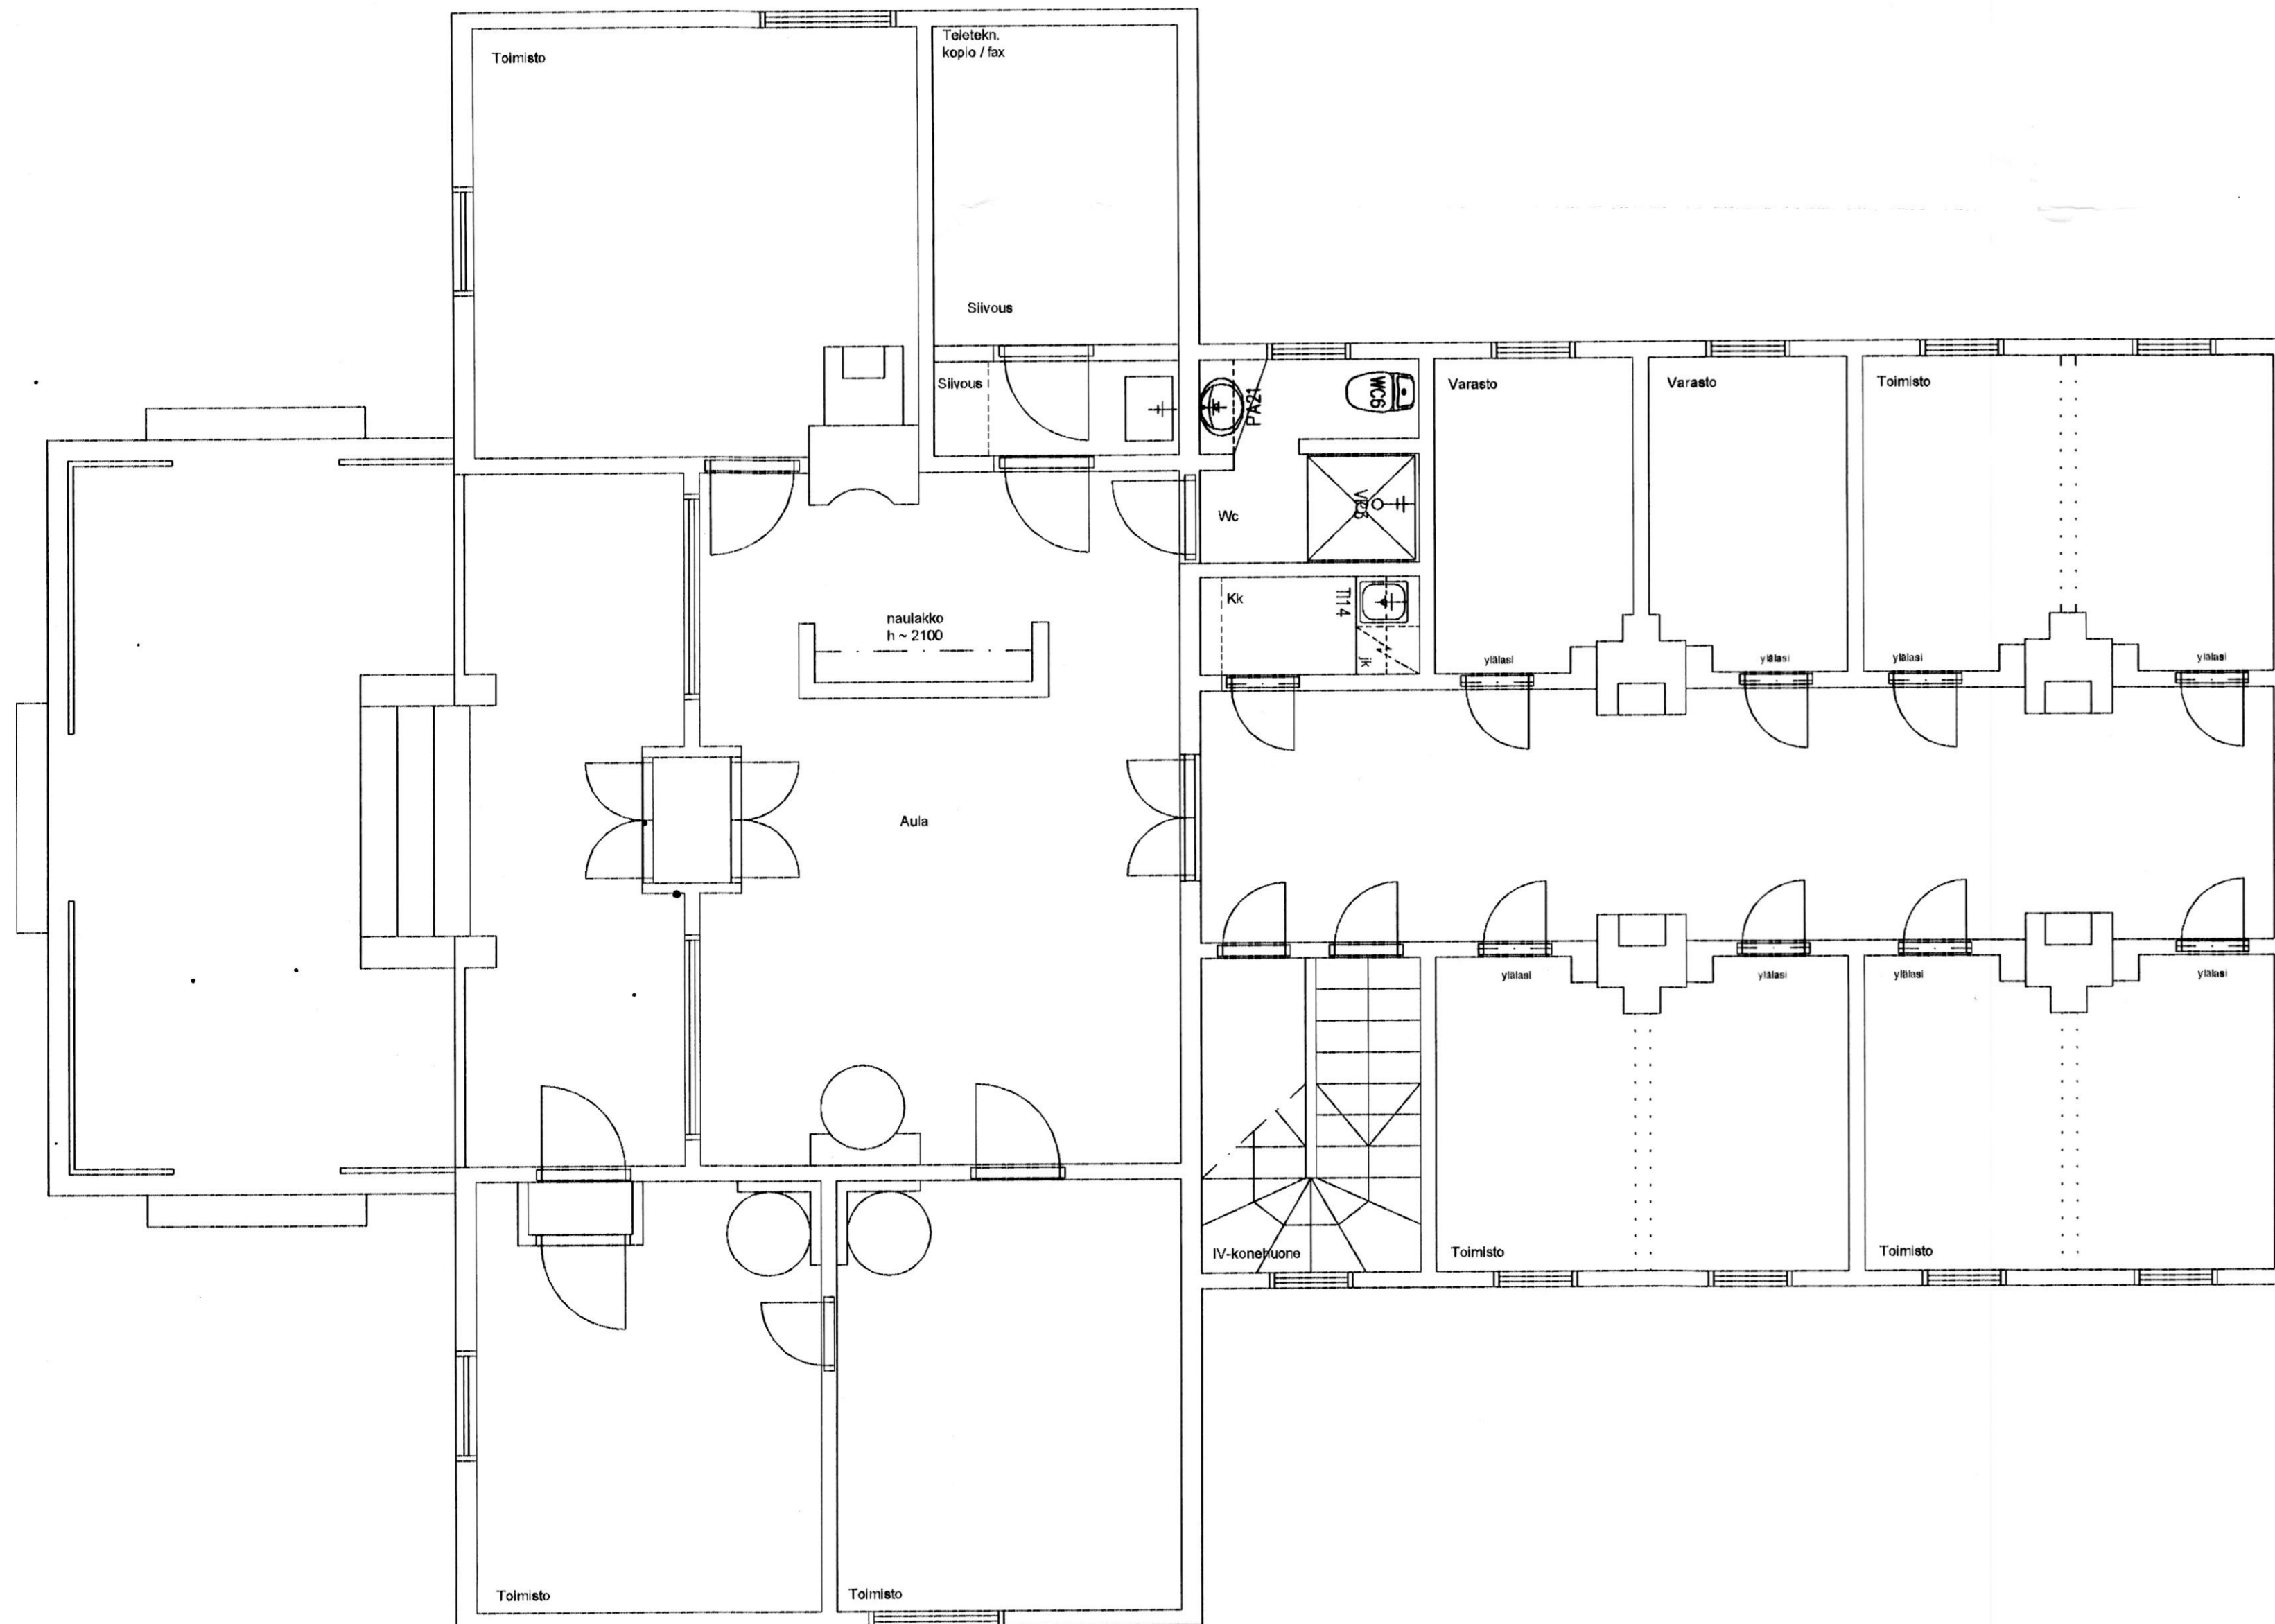 Toimisto
Teletekn.
kopio / fax
Siivous
Siivous
PA21
WC6
Varasto
Varasto
Toimisto
Wc
Kk
TI14
jk
naulakko
h ~ 2100
ylälasi
ylälasi
ylälasi
ylälasi
Aula
ylälasi
ylälasi
ylälasi
ylälasi
IV-konehuone
Toimisto
Toimisto
Toimisto
Toimisto